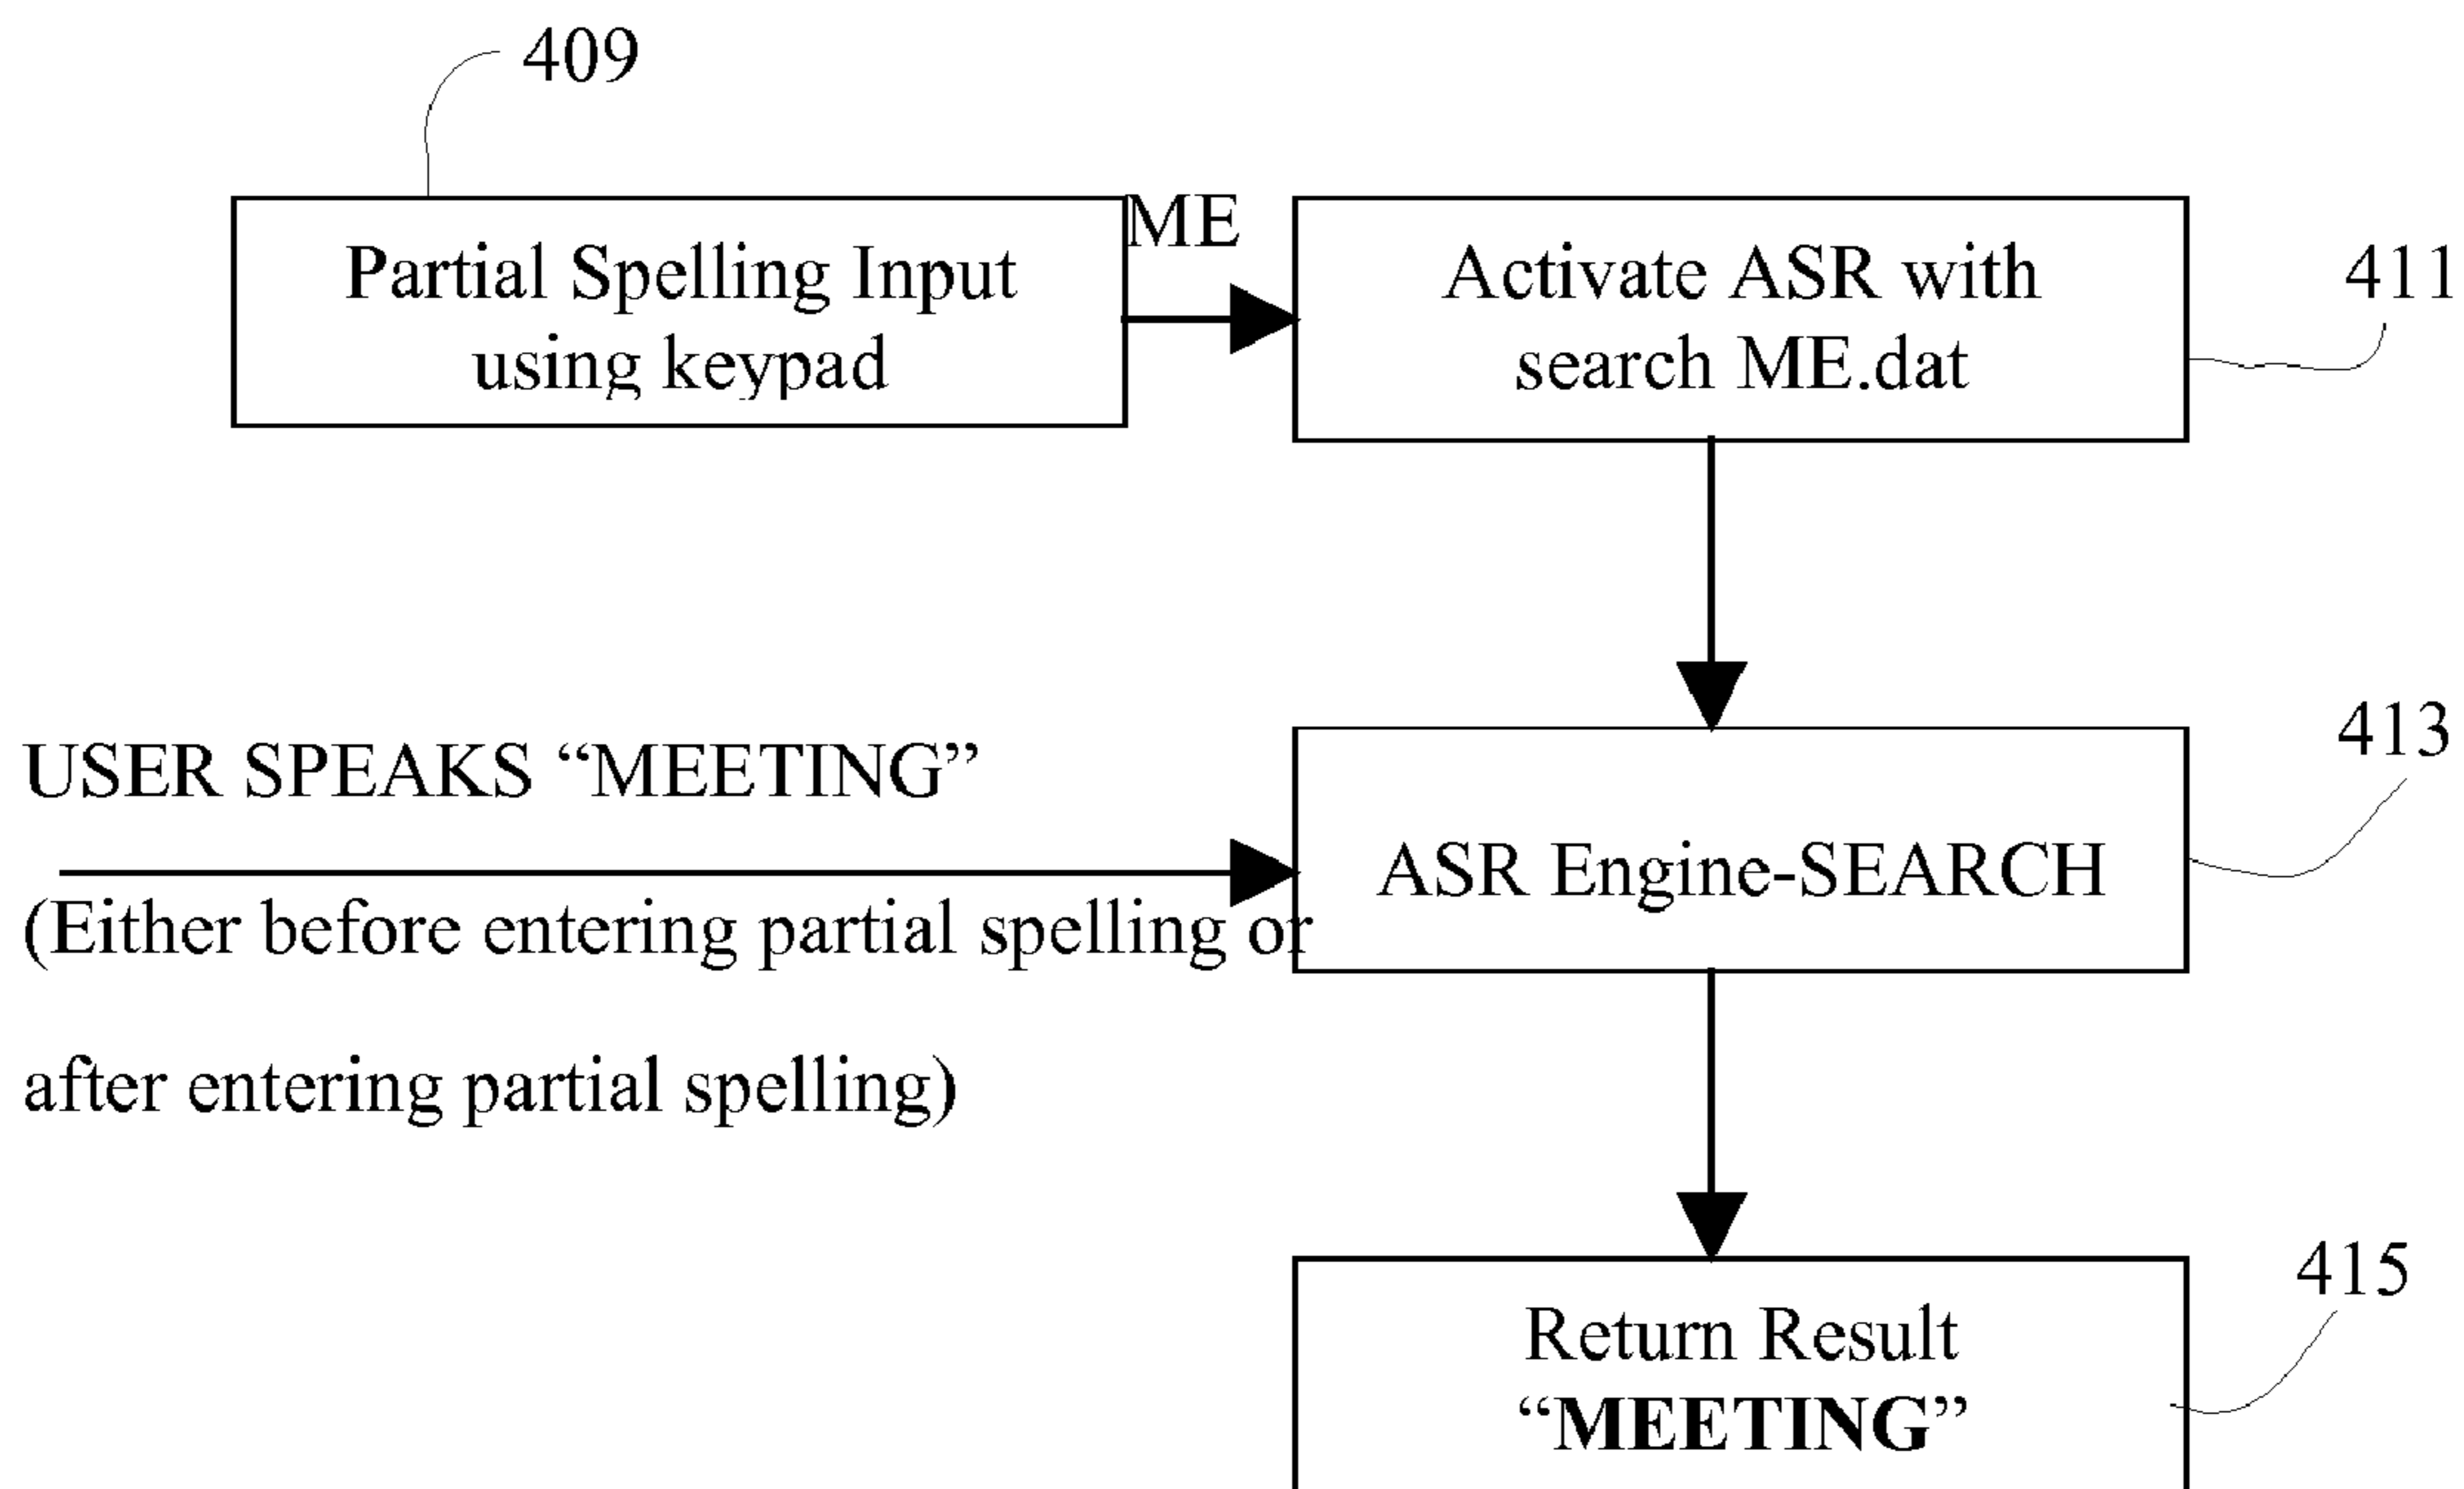 409
ME
Partial Spelling Input
using keypad
Activate ASR with
search ME.dat
411
413
USER SPEAKS “MEETING”
ASR Engine-SEARCH
(Either before entering partial spelling or
after entering partial spelling)
415
Return Result
“MEETING”